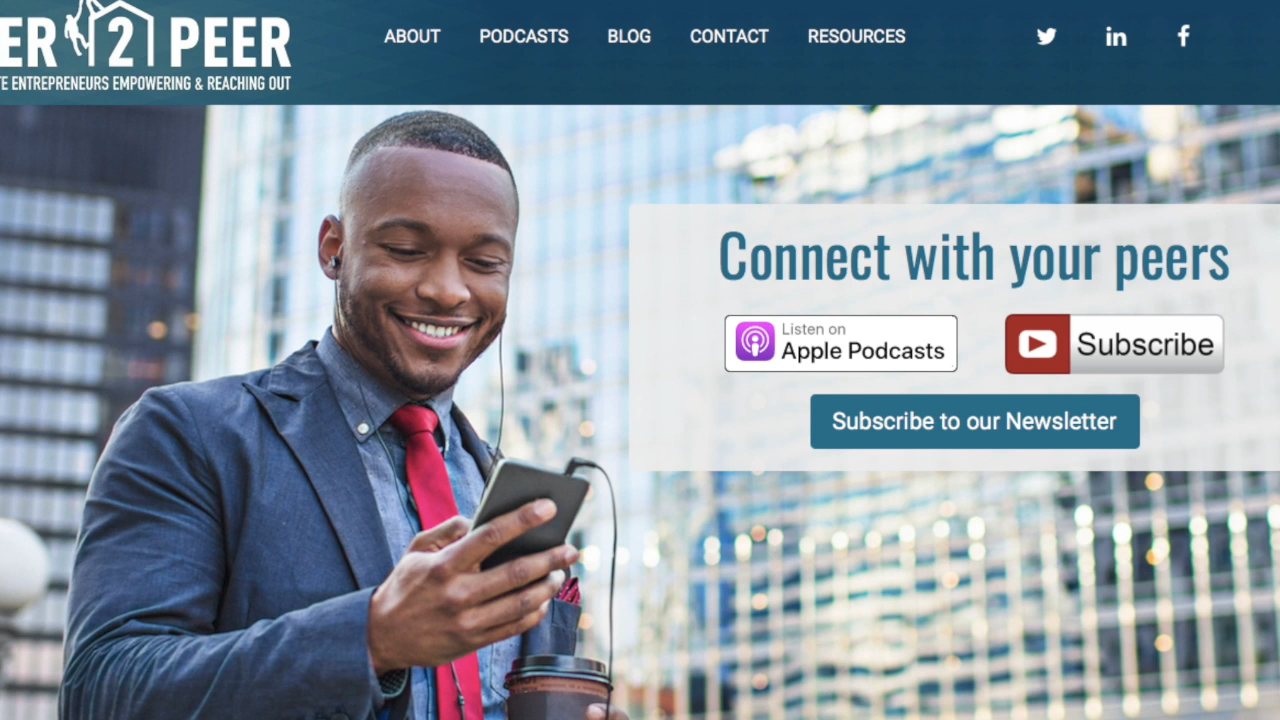 ER 2 PEER
TE ENTREPRENEURS EMPOWERING & REACHING OUT
ABOUT PODCASTS BLOG CONTACT RESOURCES
Connect with your peers
Listen on
Apple Podcasts
Subscribe
Subscribe to our Newsletter